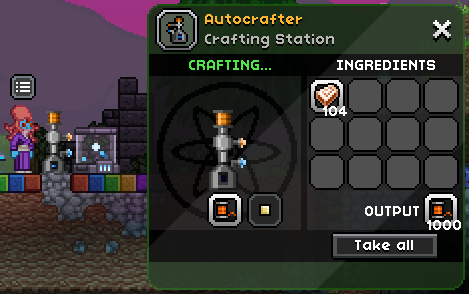 Autocrafter
Crafting Station
CRAFTING...
INGREDIENTS
104
OUTPUT
1000
Take all